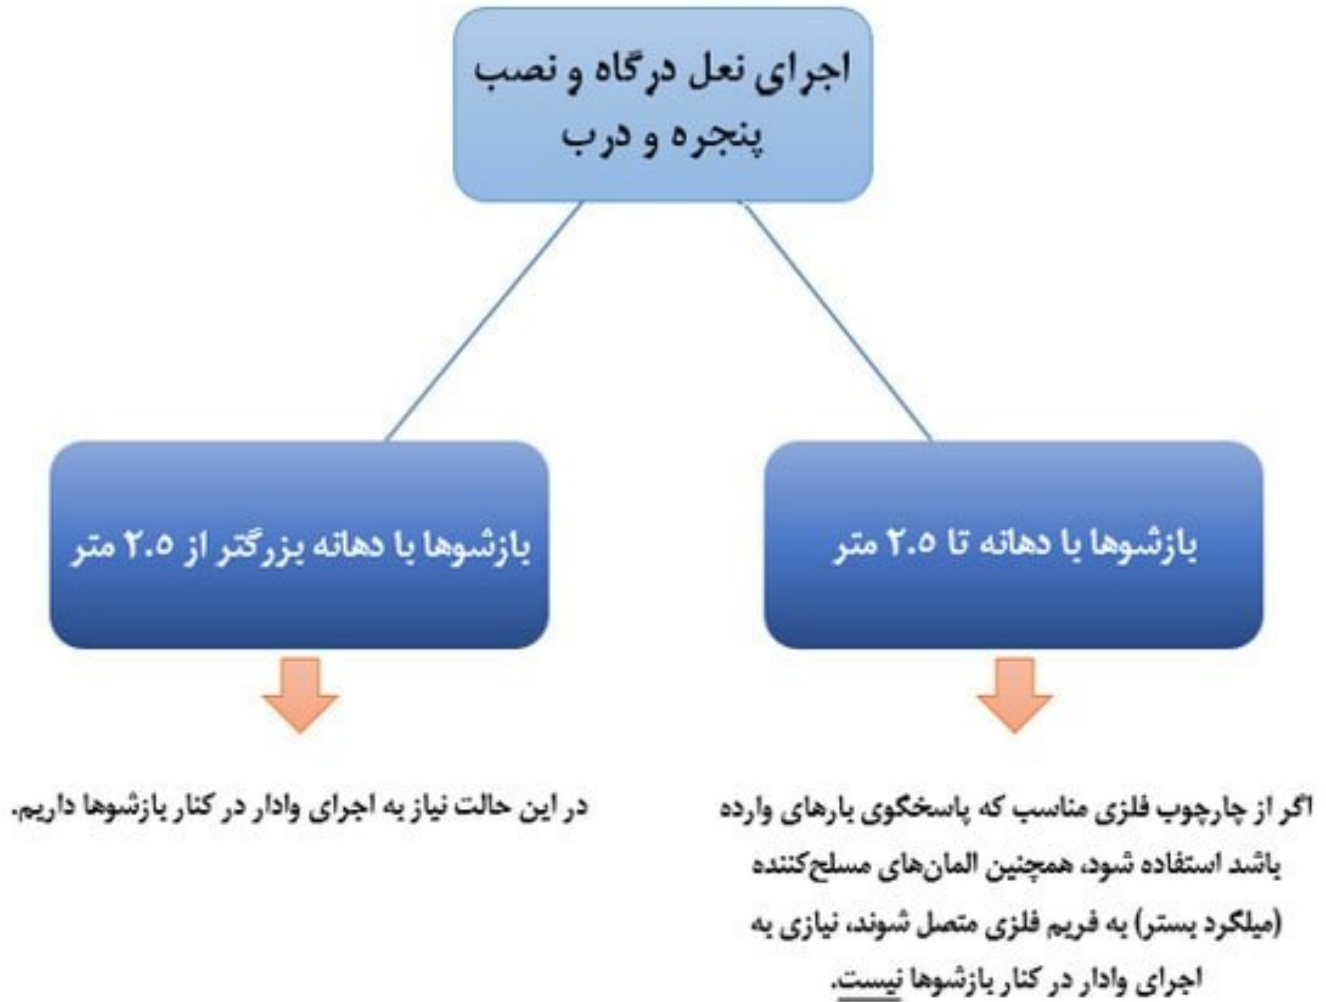 اجرای نعل درگاه و نصب
پنجره و درب
بازشوها با دهانه تا ۲.۵ متر
بازشوها با دهانه بزرگتر از ۲.۵ متر
اگر از چارچوب فلزی مناسب که پاسخگوی بارهای وارده
باشد استفاده شود، همچنین المان‌های مسلح‌کننده
(میلگرد بستر) به فریم فلزی متصل شوند، نیازی به
اجرای وادار در کنار بازشوها نیست.
در این حالت نیاز به اجرای وادار در کنار بازشوها داریم.